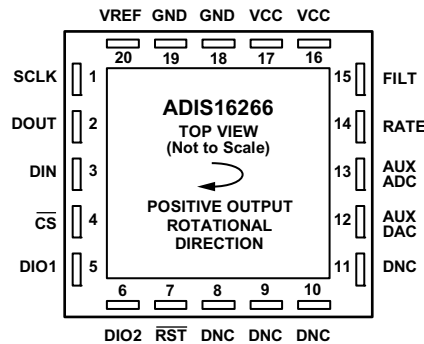 VREF GND GND VCC VCC
20 19 18 17 16
SCLK 1
DOUT 2
DIN 3
C̅S̅ 4
DIO1 5
ADIS16266
TOP VIEW
(Not to Scale)
POSITIVE OUTPUT
ROTATIONAL
DIRECTION
15 FILT
14 RATE
13 AUX
ADC
12 AUX
DAC
11 DNC
6 7 8 9 10
DIO2 R̅S̅T̅ DNC DNC DNC